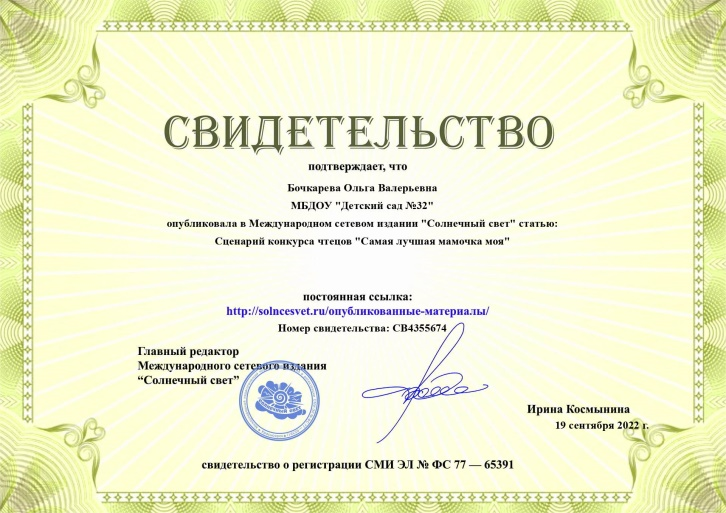 СВИДЕТЕЛЬСТВО
подтверждает, что
Бочкарева Ольга Валерьевна
МБДОУ "Детский сад №32"
опубликовала в Международном сетевом издании "Солнечный свет" статью:
Сценарий конкурса чтецов "Самая лучшая мамочка моя"
постоянная ссылка:
http://solncesvet.ru/опубликованные-материалы/
Номер свидетельства: СВ4355674
Главный редактор
Международного сетевого издания
“Солнечный свет”
Ирина Космынина
19 сентября 2022 г.
свидетельство о регистрации СМИ ЭЛ № ФС 77 — 65391